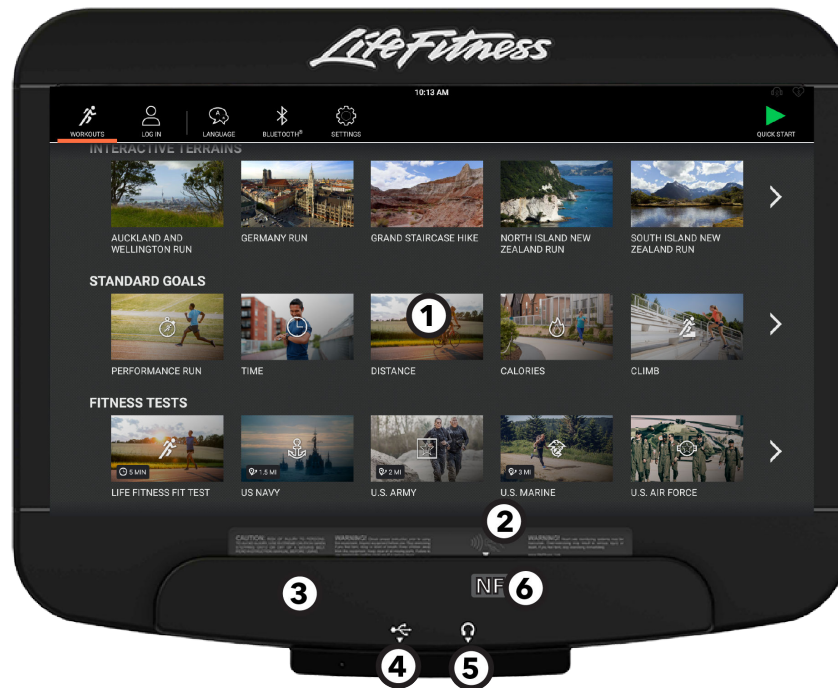 Life Fitness
10:13 AM
WORKOUTS
LOG IN
LANGUAGE
BLUETOOTH®
SETTINGS
QUICK START
INTERACTIVE TERRAINS
AUCKLAND AND
WELLINGTON RUN
GERMANY RUN
GRAND STAIRCASE HIKE
NORTH ISLAND NEW
ZEALAND RUN
SOUTH ISLAND NEW
ZEALAND RUN
STANDARD GOALS
1
PERFORMANCE RUN
TIME
DISTANCE
CALORIES
CLIMB
FITNESS TESTS
5 MIN
1.5 MI
2 MI
3 MI
LIFE FITNESS FIT TEST
US NAVY
U.S. ARMY
U.S. MARINE
U.S. AIR FORCE
2
CAUTION:
WARNING!
WARNING!
3
NF
6
4
5